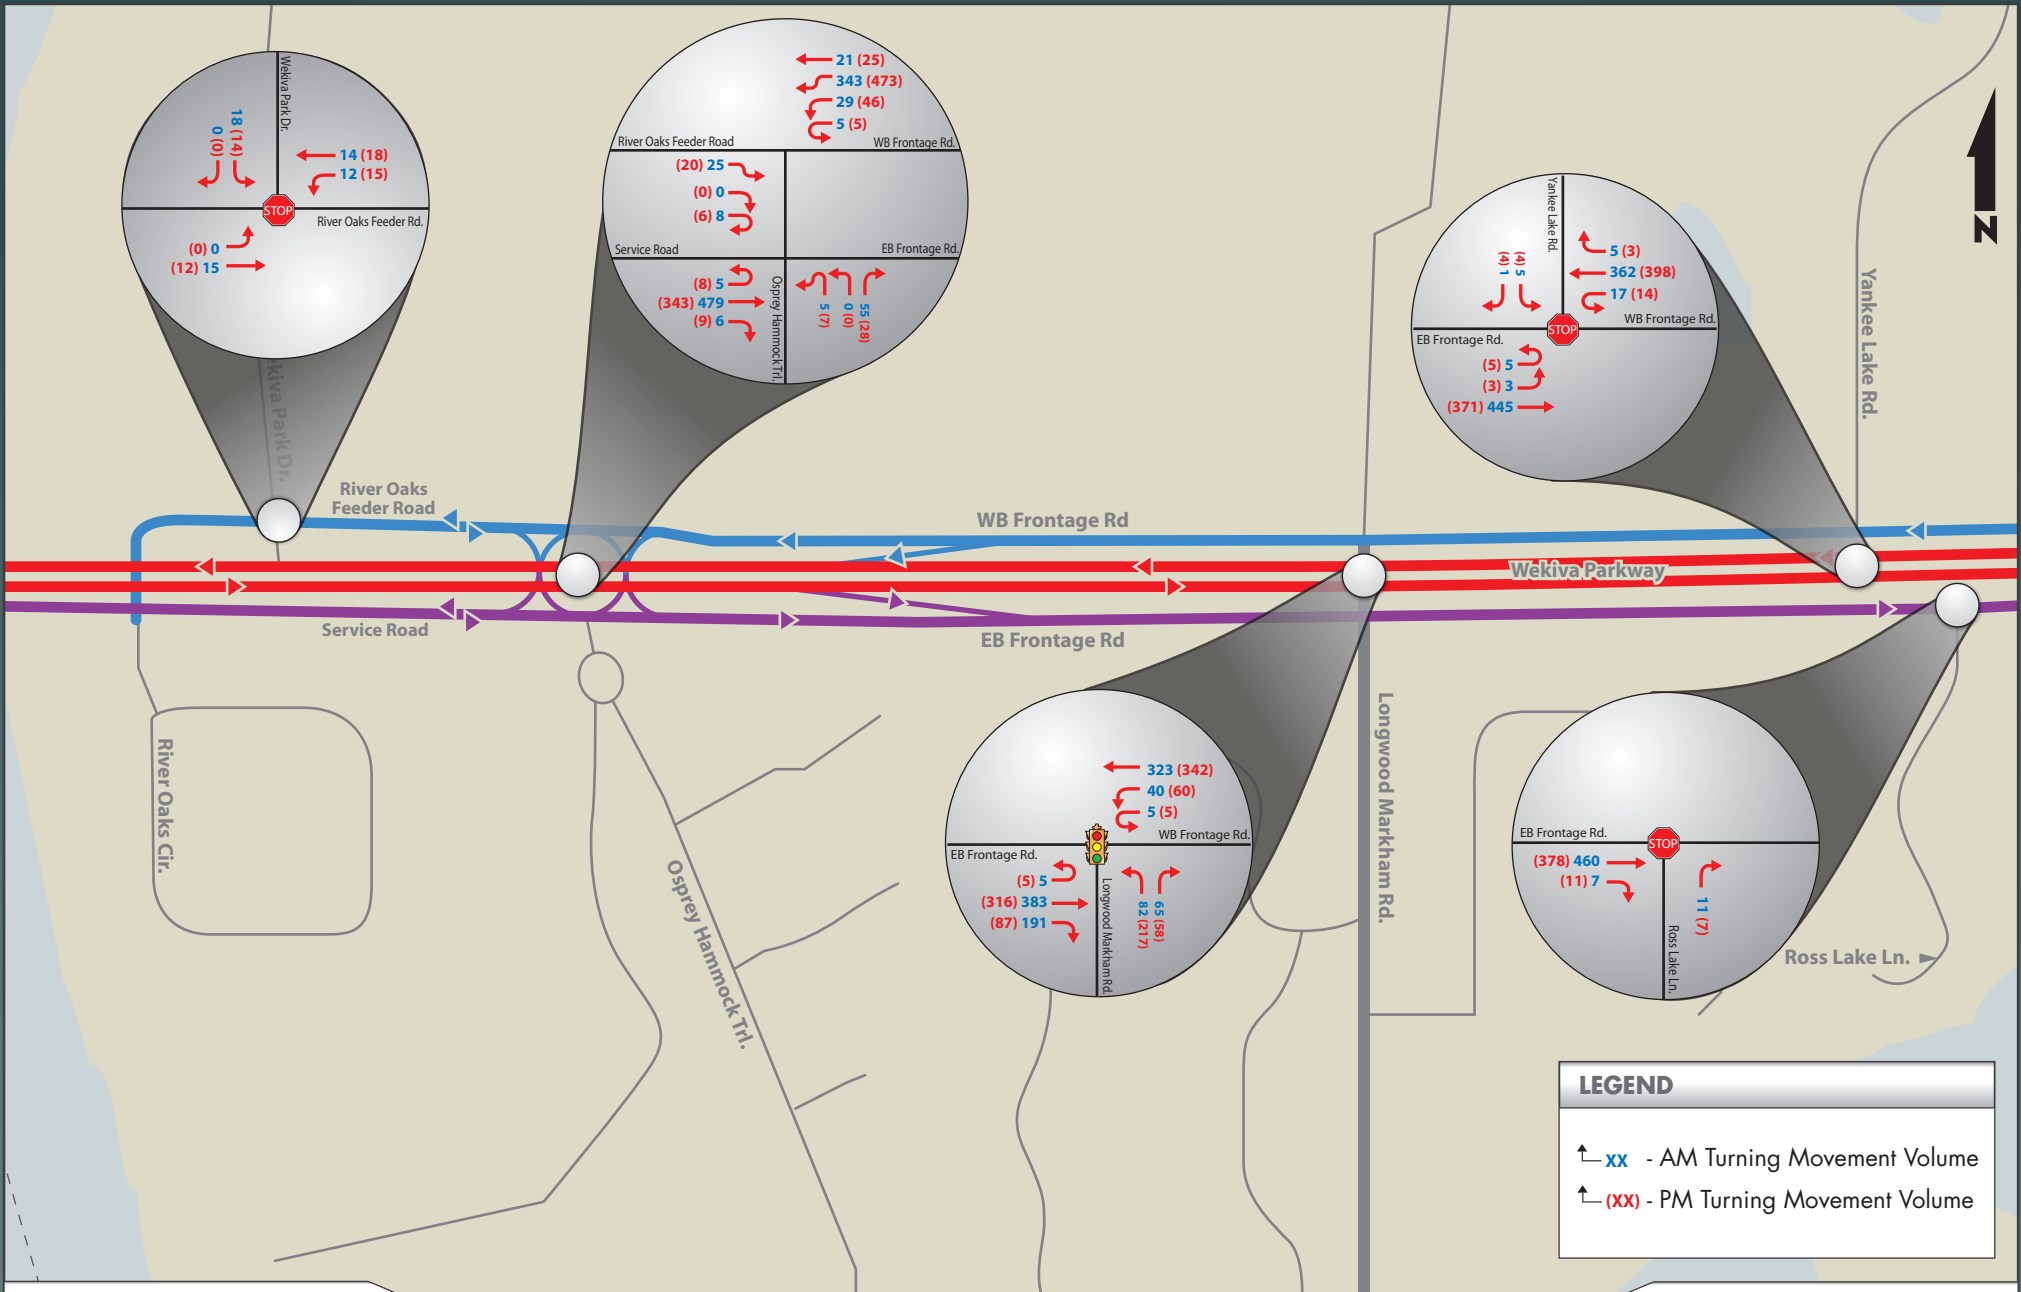 Wekiva Park Dr.
18 (14)
0 (0)
14 (18)
12 (15)
STOP
River Oaks Feeder Rd.
(0) 0
(12) 15
21 (25)
343 (473)
29 (46)
5 (5)
River Oaks Feeder Road
WB Frontage Rd.
(20) 25
(0) 0
(6) 8
Service Road
EB Frontage Rd.
(8) 5
(343) 479
(9) 6
Osprey Hammock Trl.
5 (7)
0 (0)
55 (28)
Yankee Lake Rd.
(4) 1
(4) 5
5 (3)
362 (398)
17 (14)
WB Frontage Rd.
STOP
EB Frontage Rd.
(5) 5
(3) 3
(371) 445
N
Yankee Lake Rd.
kiva Park Dr.
River Oaks
Feeder Road
WB Frontage Rd
Wekiva Parkway
Service Road
EB Frontage Rd
River Oaks Cir.
Osprey Hammock Trl.
Longwood Markham Rd.
323 (342)
40 (60)
5 (5)
WB Frontage Rd.
EB Frontage Rd.
(5) 5
(316) 383
(87) 191
Longwood Markham Rd.
82 (217)
65 (58)
EB Frontage Rd.
STOP
(378) 460
(11) 7
Ross Lake Ln.
11 (7)
Ross Lake Ln.
LEGEND
XX - AM Turning Movement Volume
(XX) - PM Turning Movement Volume